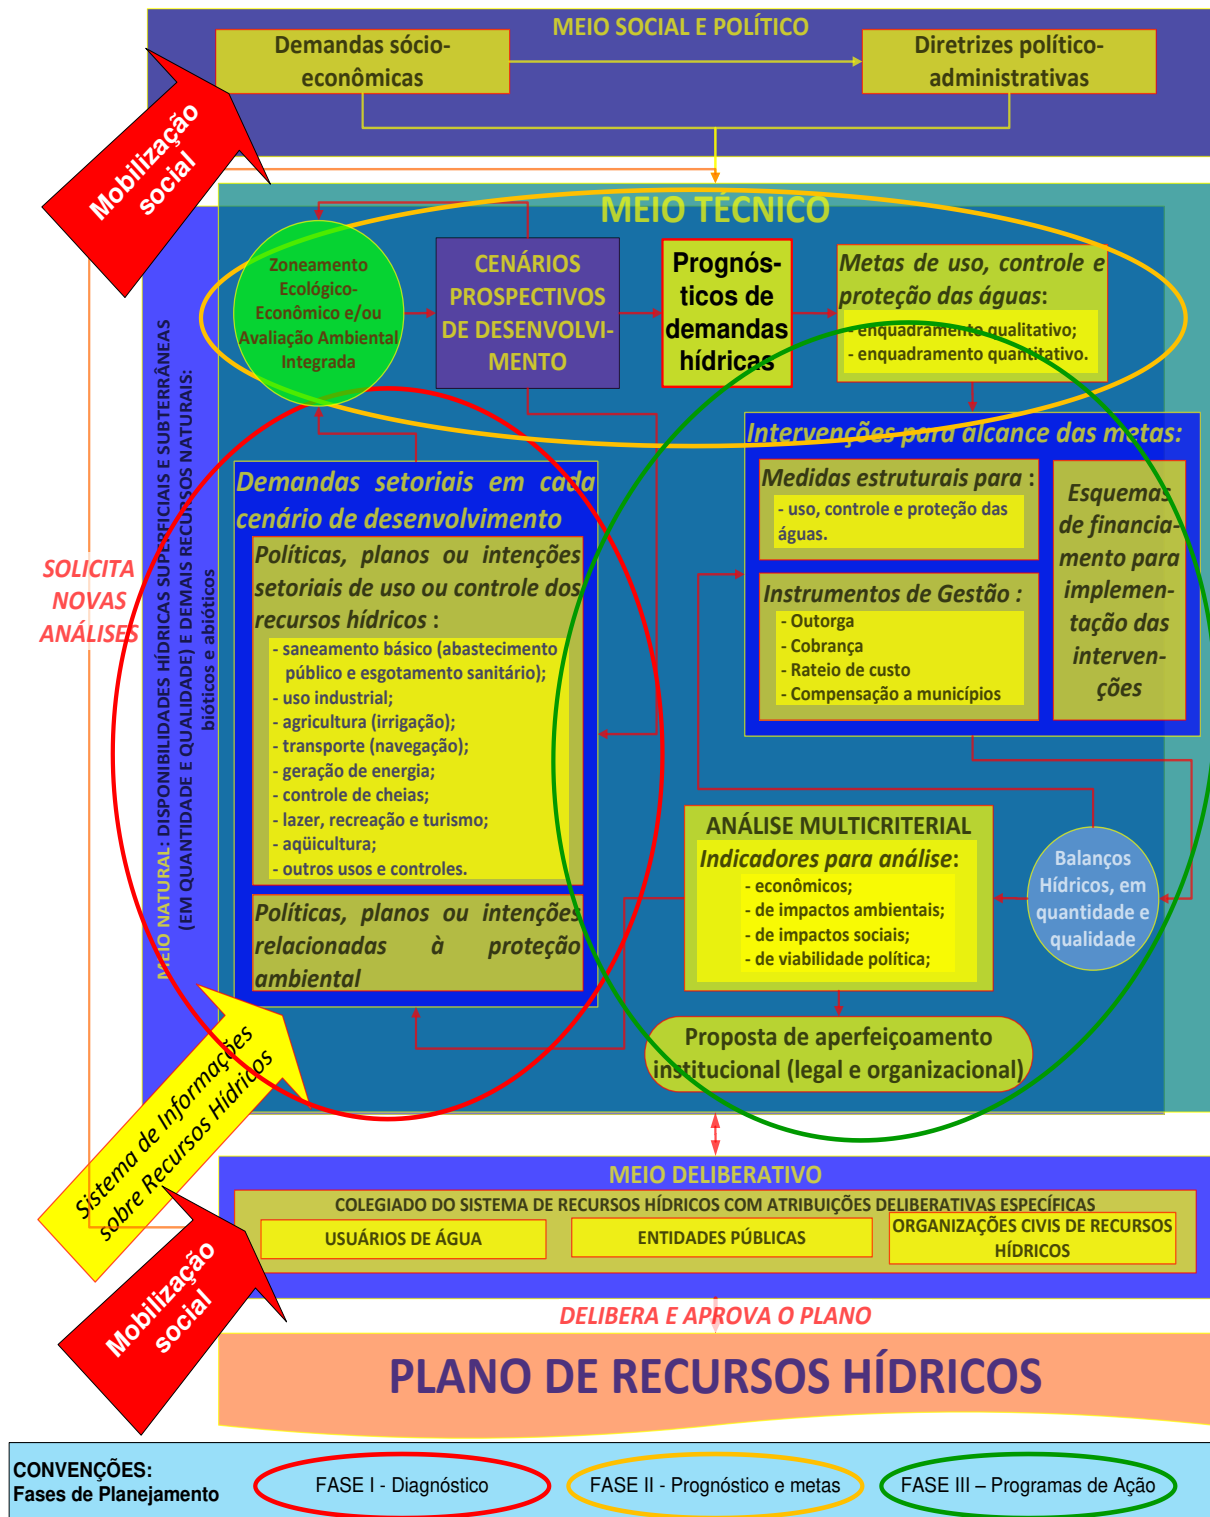 MEIO SOCIAL E POLÍTICO
Demandas sócio-
econômicas
Diretrizes político-
administrativas
Mobilização
social
MEIO TÉCNICO
Zoneamento
Ecológico-
Econômico e/ou
Avaliação Ambiental
Integrada
CENÁRIOS
PROSPECTIVOS
DE DESENVOLVI-
MENTO
Prognós-
ticos de
demandas
hídricas
Metas de uso, controle e
proteção das águas:
- enquadramento qualitativo;
- enquadramento quantitativo.
MEIO NATURAL: DISPONIBILIDADES HÍDRICAS SUPERFICIAIS E SUBTERRÂNEAS
(EM QUANTIDADE E QUALIDADE) E DEMAIS RECURSOS NATURAIS:
bióticos e abióticos
SOLICITA
NOVAS
ANÁLISES
Demandas setoriais em cada
cenário de desenvolvimento
Políticas, planos ou intenções
setoriais de uso ou controle dos
recursos hídricos :
- saneamento básico (abastecimento
público e esgotamento sanitário);
- uso industrial;
- agricultura (irrigação);
- transporte (navegação);
- geração de energia;
- controle de cheias;
- lazer, recreação e turismo;
- aqüicultura;
- outros usos e controles.
Políticas, planos ou intenções
relacionadas à proteção
ambiental
Intervenções para alcance das metas:
Medidas estruturais para :
- uso, controle e proteção das
águas.
Instrumentos de Gestão :
- Outorga
- Cobrança
- Rateio de custo
- Compensação a municípios
Esquemas
de financia-
mento para
implemen-
tação das
interven-
ções
ANÁLISE MULTICRITERIAL
Indicadores para análise:
- econômicos;
- de impactos ambientais;
- de impactos sociais;
- de viabilidade política;
Balanços
Hídricos, em
quantidade e
qualidade
Proposta de aperfeiçoamento
institucional (legal e organizacional)
Sistema de Informações
sobre Recursos Hídricos
Mobilização
social
MEIO DELIBERATIVO
COLEGIADO DO SISTEMA DE RECURSOS HÍDRICOS COM ATRIBUIÇÕES DELIBERATIVAS ESPECÍFICAS
USUÁRIOS DE ÁGUA
ENTIDADES PÚBLICAS
ORGANIZAÇÕES CIVIS DE RECURSOS
HÍDRICOS
DELIBERA E APROVA O PLANO
PLANO DE RECURSOS HÍDRICOS
CONVENÇÕES:
Fases de Planejamento
FASE I - Diagnóstico
FASE II - Prognóstico e metas
FASE III – Programas de Ação